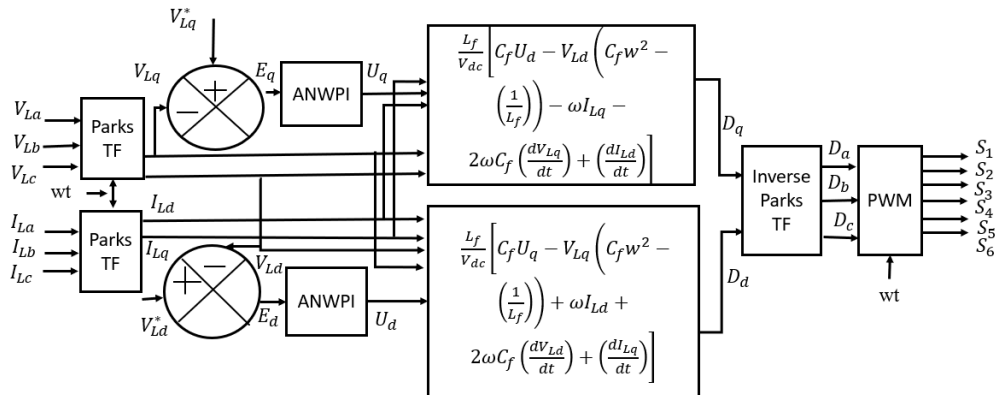 V*Lq
VLq
Eq
ANWPI
Uq
VLa
VLb
VLc
Parks
TF
wt
ILa
ILb
ILc
Parks
TF
ILd
ILq
VLd
V*Ld
Ed
ANWPI
Ud
Lf/Vdc [CfUd − VLd (Cfw² −
(1/Lf)) − ωILq −
2ωCf (dVLq/dt) + (dILd/dt)]
Lf/Vdc [CfUq − VLq (Cfw² −
(1/Lf)) + ωILd +
2ωCf (dVLd/dt) + (dILq/dt)]
Dq
Dd
Inverse
Parks
TF
Da
Db
Dc
PWM
wt
S1
S2
S3
S4
S5
S6